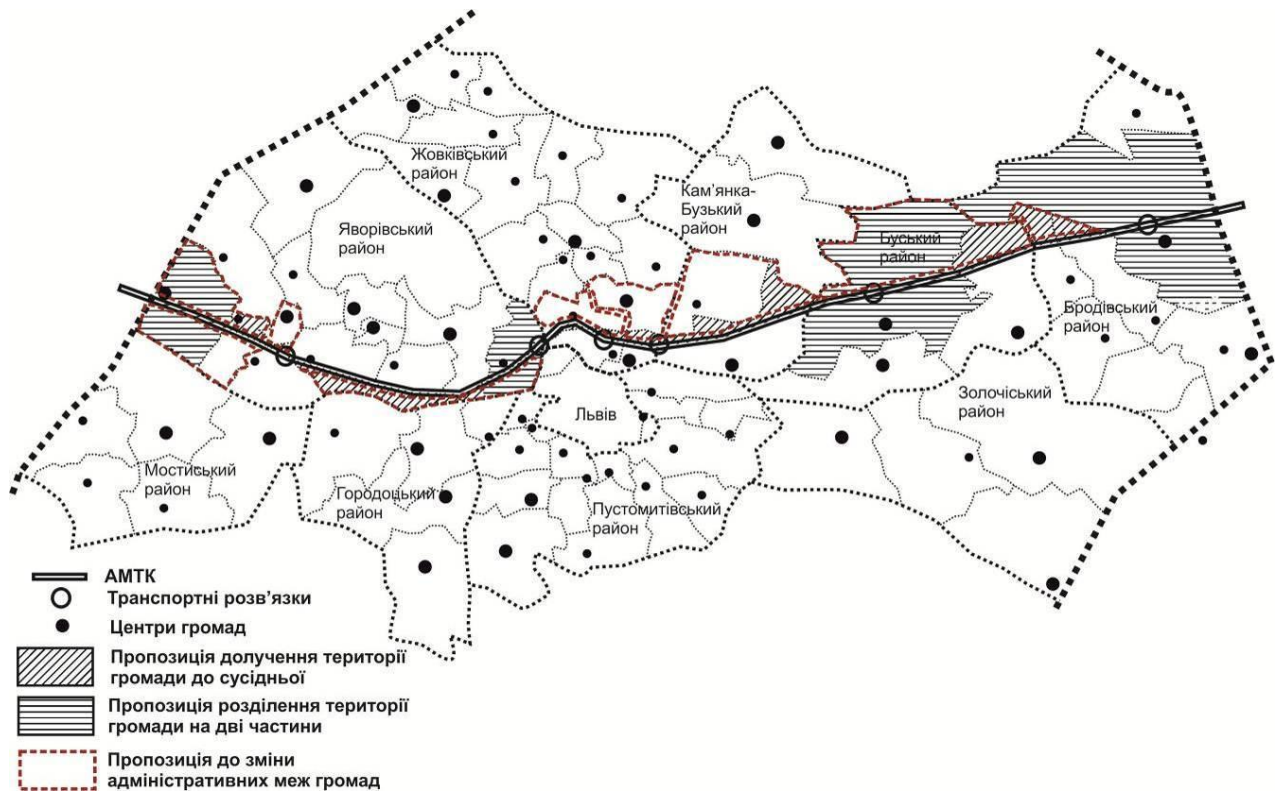 Жовківський
район
Кам'янка-
Бузький
район
Яворівський
район
Буський
район
Бродівський
район
Золочіський
район
Львів
Мостиський
район
Городоцький
район
Пустомитівський
район
АМТК
Транспортні розв'язки
Центри громад
Пропозиція долучення території
громади до сусідньої
Пропозиція розділення території
громади на дві частини
Пропозиція до зміни
адміністративних меж громад